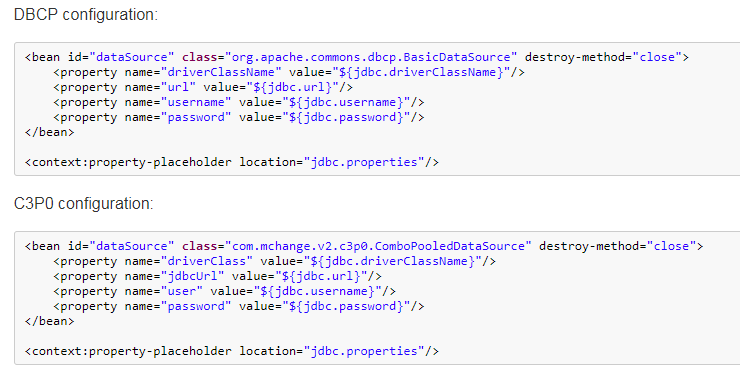 DBCP configuration:
<bean id="dataSource" class="org.apache.commons.dbcp.BasicDataSource" destroy-method="close">
    <property name="driverClassName" value="${jdbc.driverClassName}"/>
    <property name="url" value="${jdbc.url}"/>
    <property name="username" value="${jdbc.username}"/>
    <property name="password" value="${jdbc.password}"/>
</bean>
<context:property-placeholder location="jdbc.properties"/>
C3P0 configuration:
<bean id="dataSource" class="com.mchange.v2.c3p0.ComboPooledDataSource" destroy-method="close">
    <property name="driverClass" value="${jdbc.driverClassName}"/>
    <property name="jdbcUrl" value="${jdbc.url}"/>
    <property name="user" value="${jdbc.username}"/>
    <property name="password" value="${jdbc.password}"/>
</bean>
<context:property-placeholder location="jdbc.properties"/>